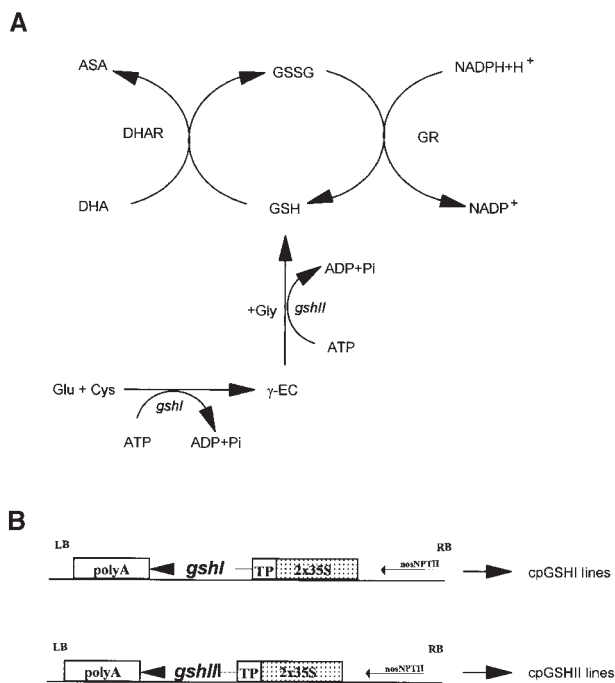 A
ASA
GSSG
NADPH+H+
DHAR
GR
DHA
GSH
NADP+
ADP+Pi
+Gly
gshII
ATP
Glu + Cys
γ-EC
gshI
ATP
ADP+Pi
B
LB
RB
polyA
gshI
TP
2x35S
nosNPTII
cpGSHI lines
LB
RB
polyA
gshII
TP
2x35S
nosNPTII
cpGSHII lines